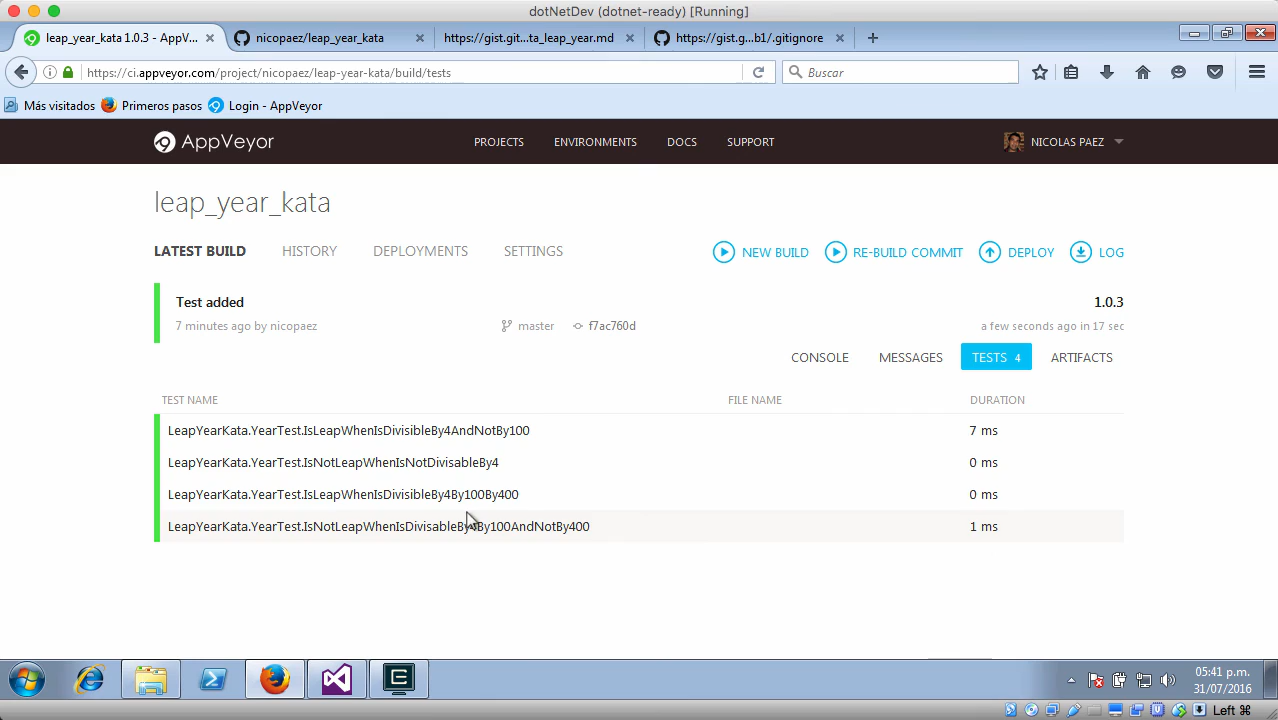 dotNetDev (dotnet-ready) [Running]
leap_year_kata 1.0.3 - AppV... nicopaez/leap_year_kata https://gist.git...ta_leap_year.md https://gist.g...b1/.gitignore
https://ci.appveyor.com/project/nicopaez/leap-year-kata/build/tests Buscar
Más visitados Primeros pasos Login - AppVeyor
AppVeyor PROJECTS ENVIRONMENTS DOCS SUPPORT NICOLAS PAEZ
leap_year_kata
LATEST BUILD HISTORY DEPLOYMENTS SETTINGS NEW BUILD RE-BUILD COMMIT DEPLOY LOG
Test added 1.0.3
7 minutes ago by nicopaez master f7ac760d a few seconds ago in 17 sec
CONSOLE MESSAGES TESTS 4 ARTIFACTS
TEST NAME FILE NAME DURATION
LeapYearKata.YearTest.IsLeapWhenIsDivisibleBy4AndNotBy100 7 ms
LeapYearKata.YearTest.IsNotLeapWhenIsNotDivisableBy4 0 ms
LeapYearKata.YearTest.IsLeapWhenIsDivisibleBy4By100By400 0 ms
LeapYearKata.YearTest.IsNotLeapWhenIsDivisableBy4By100AndNotBy400 1 ms
05:41 p.m.
31/07/2016
Left ⌘